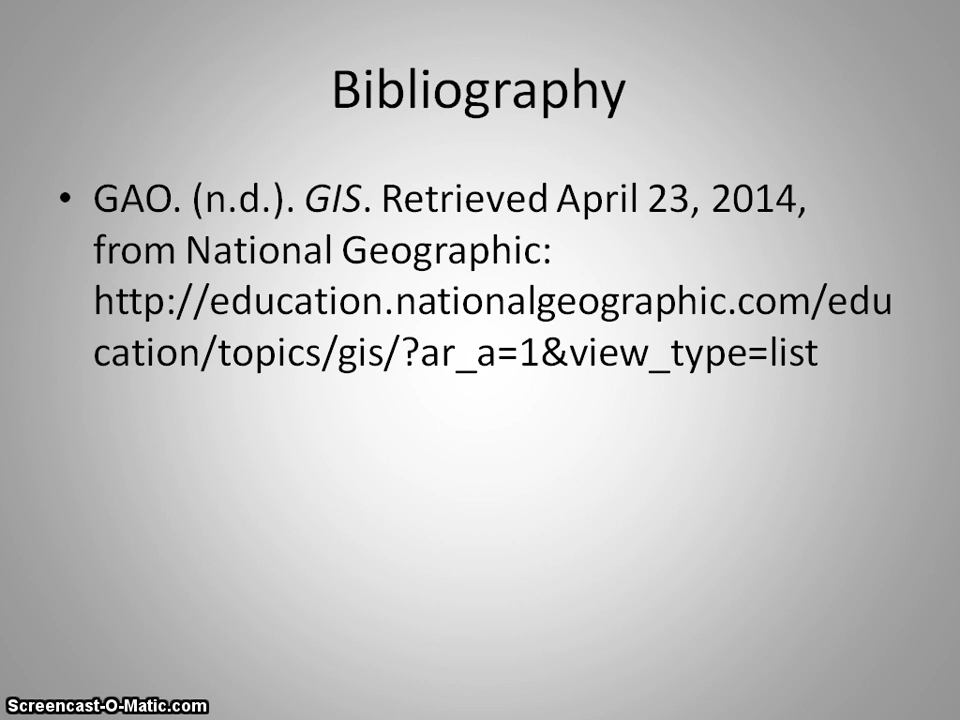 Bibliography
• GAO. (n.d.). GIS. Retrieved April 23, 2014,
from National Geographic:
http://education.nationalgeographic.com/edu
cation/topics/gis/?ar_a=1&view_type=list
Screencast-O-Matic.com